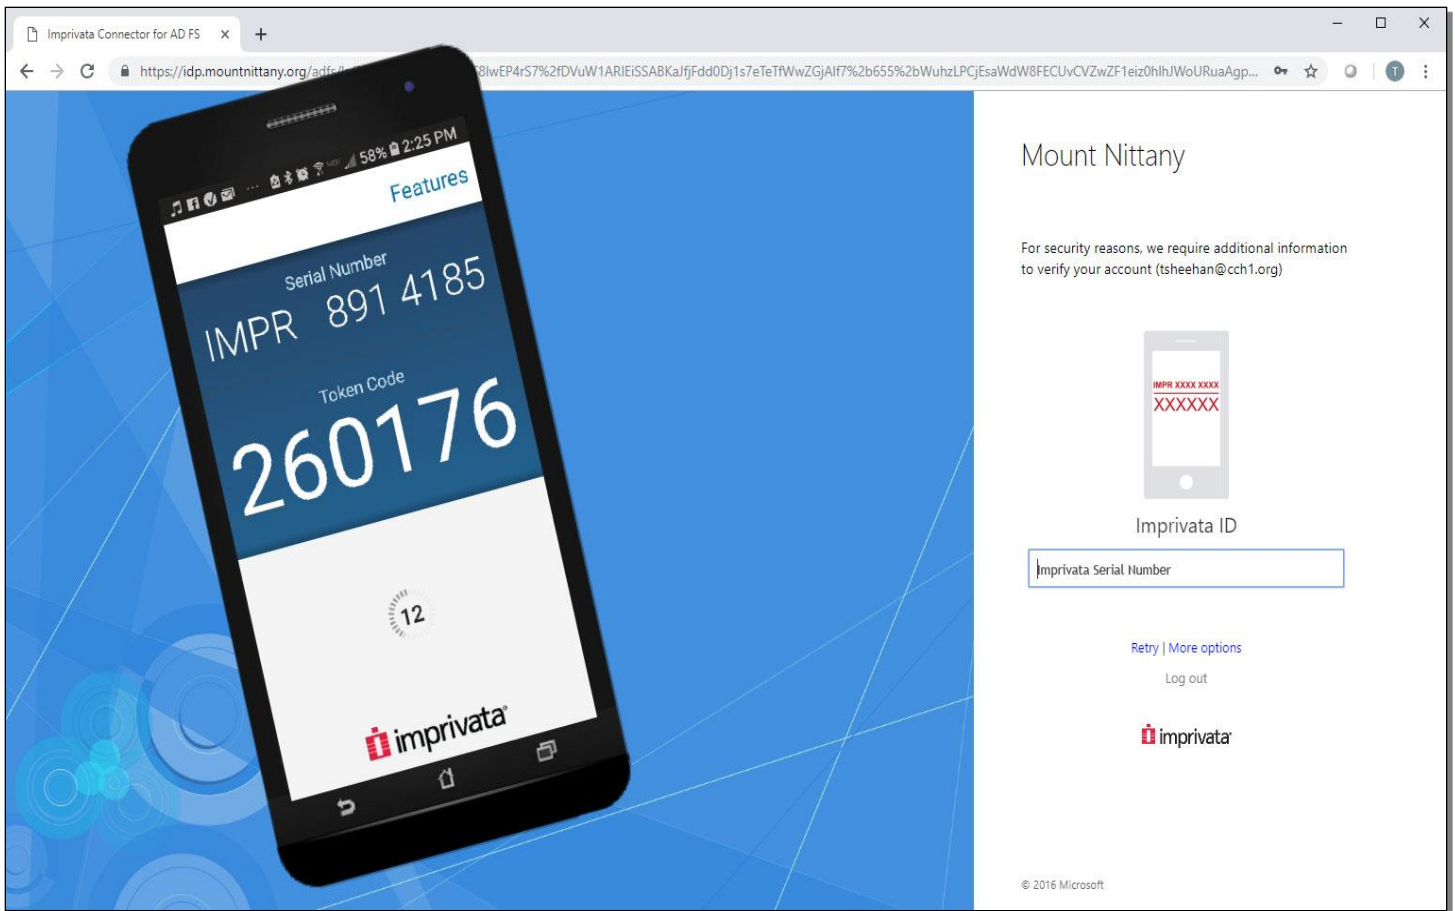 Imprivata Connector for AD FS
https://idp.mountnittany.org/adfs/
8IwEP4rS7%2fDVuW1ARIEiSSABKaJfjFdd0Dj1s7eTeTfWwZGjAIf7%2b655%2bWuhzLPCjEsaWdW8FECUvCVZwZF1eiz0hIhJWoURuaAgp...
T
58% 2:25 PM
Features
Serial Number
IMPR 891 4185
Token Code
260176
12
imprivata
Mount Nittany
For security reasons, we require additional information
to verify your account (tsheehan@cch1.org)
IMPR XXXX XXXX
XXXXXX
Imprivata ID
Imprivata Serial Number
Retry | More options
Log out
imprivata
© 2016 Microsoft